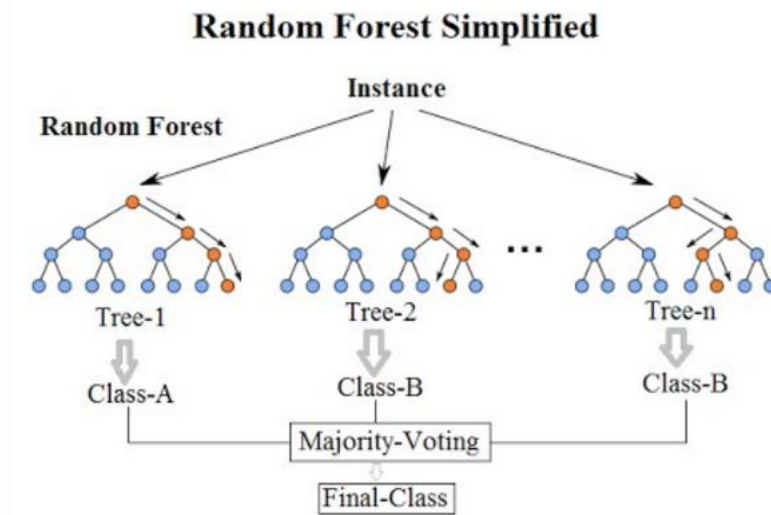 Random Forest Simplified
Instance
Random Forest
...
Tree-1
Tree-2
Tree-n
Class-A
Class-B
Class-B
Majority-Voting
Final-Class